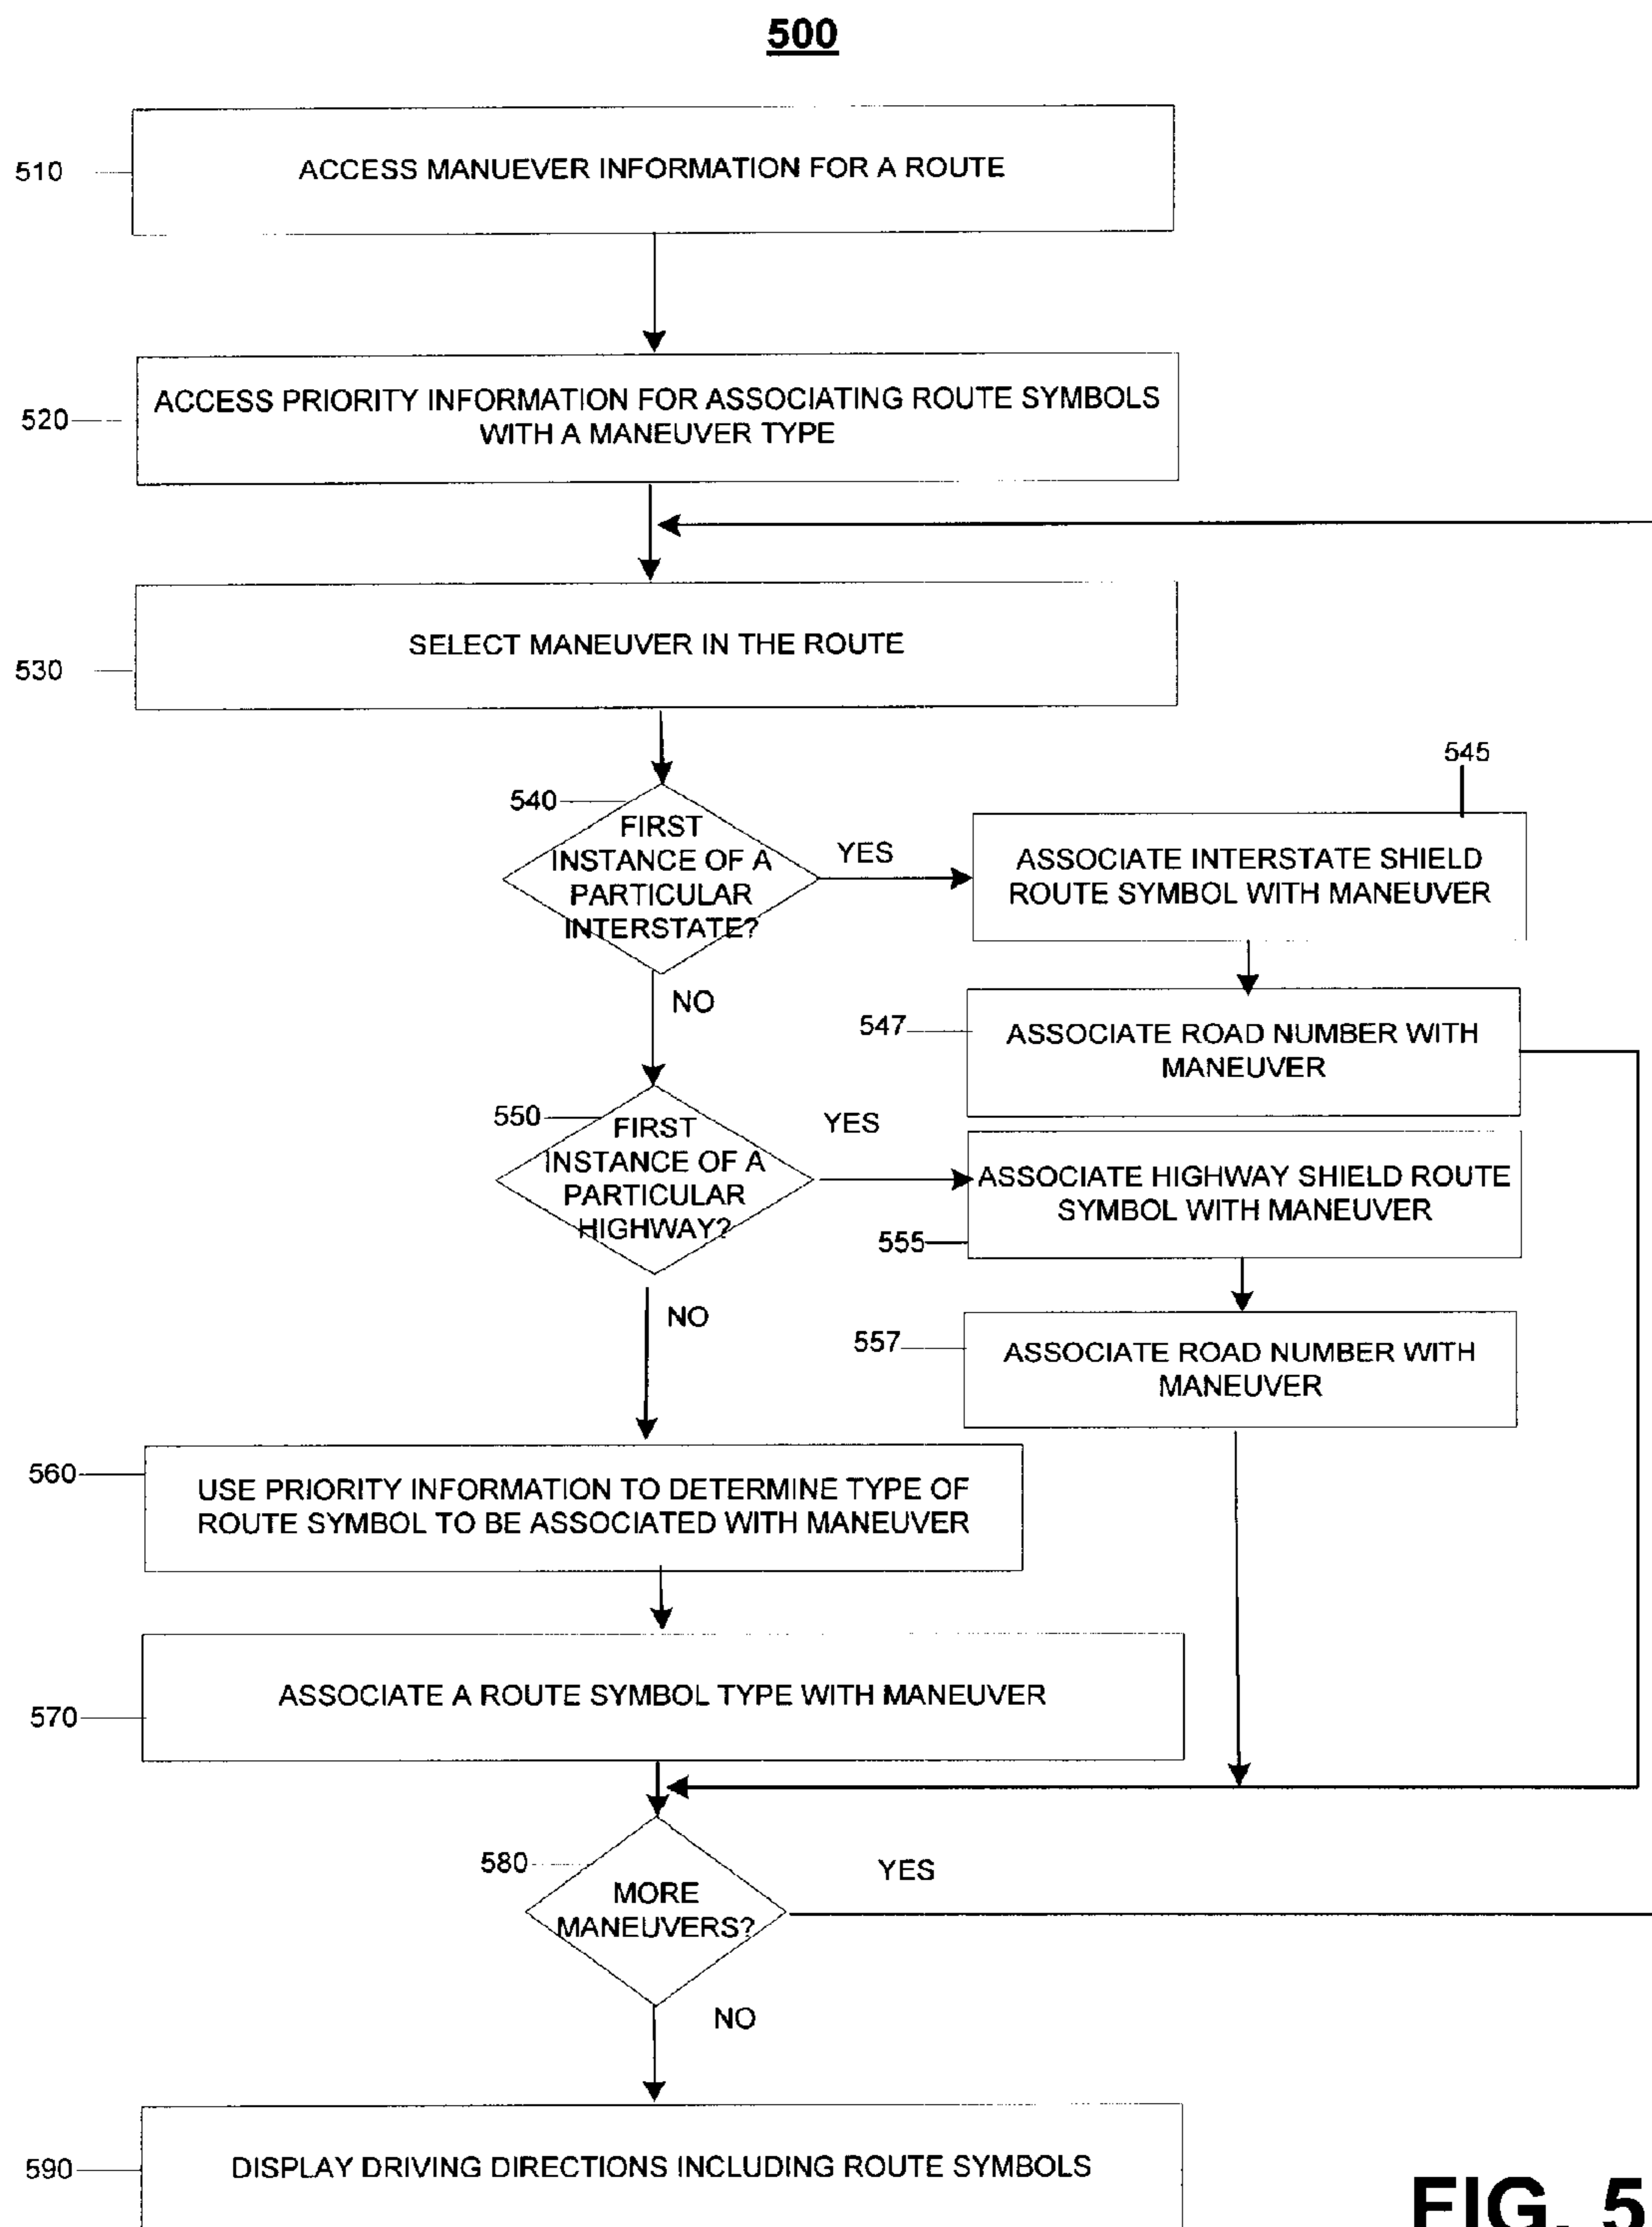 500
510
ACCESS MANUEVER INFORMATION FOR A ROUTE
520
ACCESS PRIORITY INFORMATION FOR ASSOCIATING ROUTE SYMBOLS
WITH A MANEUVER TYPE
530
SELECT MANEUVER IN THE ROUTE
540
FIRST
INSTANCE OF A
PARTICULAR
INTERSTATE?
YES
545
ASSOCIATE INTERSTATE SHIELD
ROUTE SYMBOL WITH MANEUVER
NO
547
ASSOCIATE ROAD NUMBER WITH
MANEUVER
550
FIRST
INSTANCE OF A
PARTICULAR
HIGHWAY?
YES
ASSOCIATE HIGHWAY SHIELD ROUTE
SYMBOL WITH MANEUVER
555
NO
557
ASSOCIATE ROAD NUMBER WITH
MANEUVER
560
USE PRIORITY INFORMATION TO DETERMINE TYPE OF
ROUTE SYMBOL TO BE ASSOCIATED WITH MANEUVER
570
ASSOCIATE A ROUTE SYMBOL TYPE WITH MANEUVER
580
MORE
MANEUVERS?
YES
NO
590
DISPLAY DRIVING DIRECTIONS INCLUDING ROUTE SYMBOLS
FIG. 5